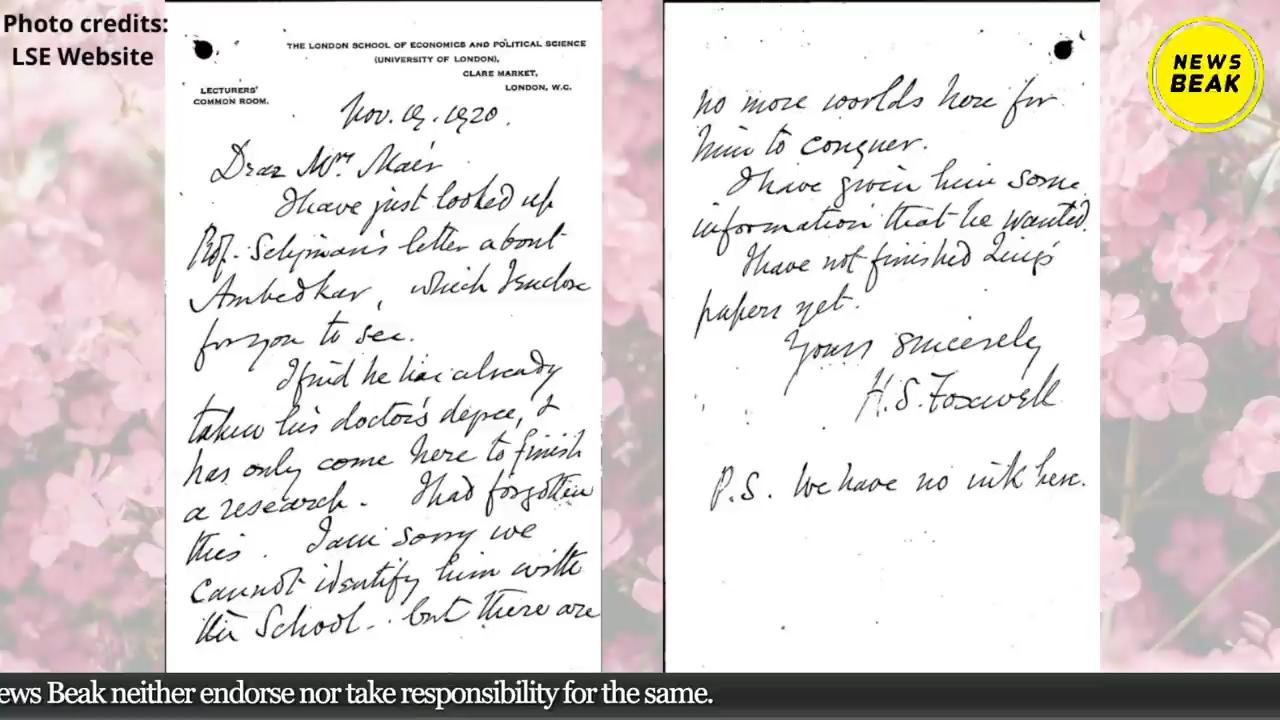 Photo credits:
LSE Website
THE LONDON SCHOOL OF ECONOMICS AND POLITICAL SCIENCE
(UNIVERSITY OF LONDON),
CLARE MARKET,
LONDON, W.C.
LECTURERS'
COMMON ROOM.
Nov. 19. 1920.
Dear Mrs Mair
I have just looked up
Prof. Seligman's letter about
Ambedkar, which I enclose
for you to see.
I find he has already
taken his doctor's degree, &
has only come here to finish
a research. I had forgotten
this. I am sorry we
cannot identify him with
the School. but there are
no more worlds here for
him to conquer.
I have given him some
information that he wanted.
I have not finished
papers yet.
Yours sincerely
H.S. Foxwell
P.S. We have no ink here.
NEWS
BEAK
ews Beak neither endorse nor take responsibility for the same.